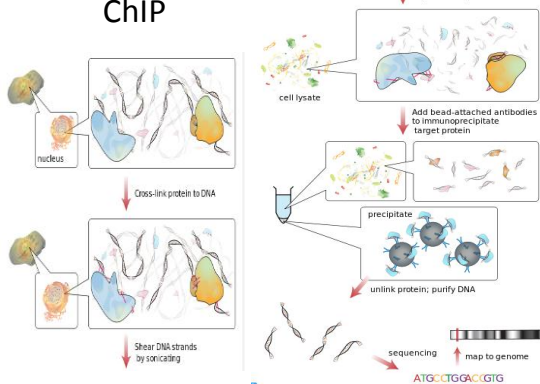 ChIP
nucleus
Cross-link protein to DNA
Shear DNA strands
by sonicating
cell lysate
Add bead-attached antibodies
to immunoprecipitate
target protein
precipitate
unlink protein; purify DNA
sequencing
map to genome
ATGCCTGGACCGTG